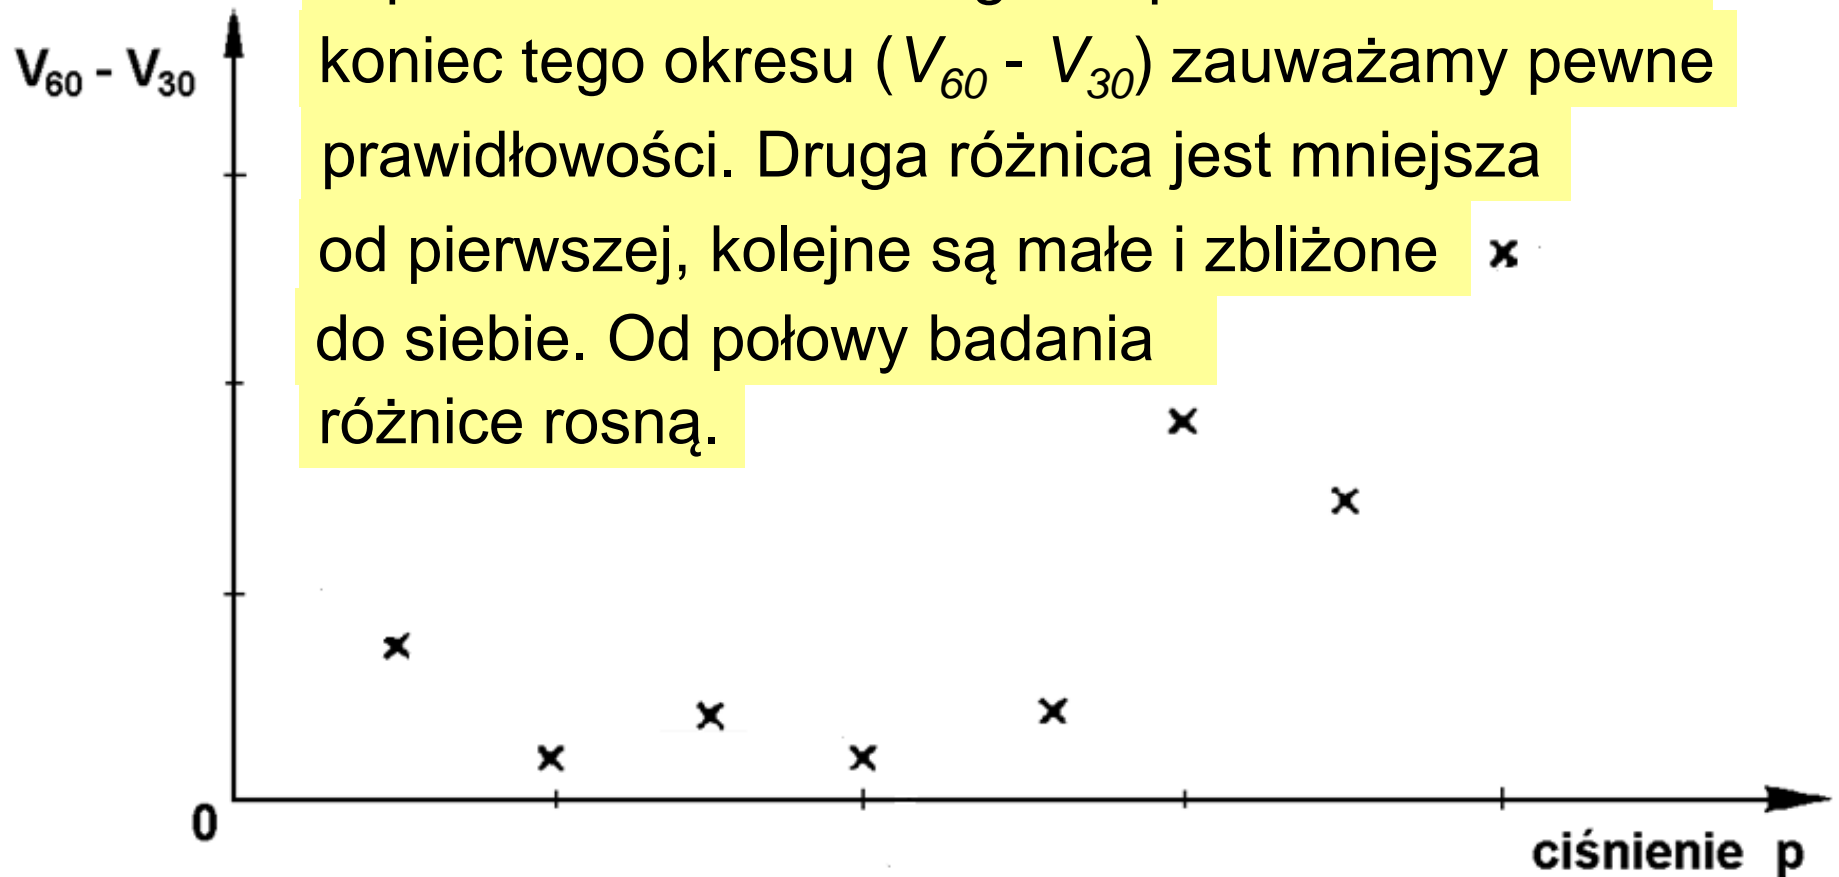 koniec tego okresu (V60 - V30) zauważamy pewne
prawidłowości. Druga różnica jest mniejsza
od pierwszej, kolejne są małe i zbliżone
do siebie. Od połowy badania
różnice rosną.
V60 - V30
0
ciśnienie p